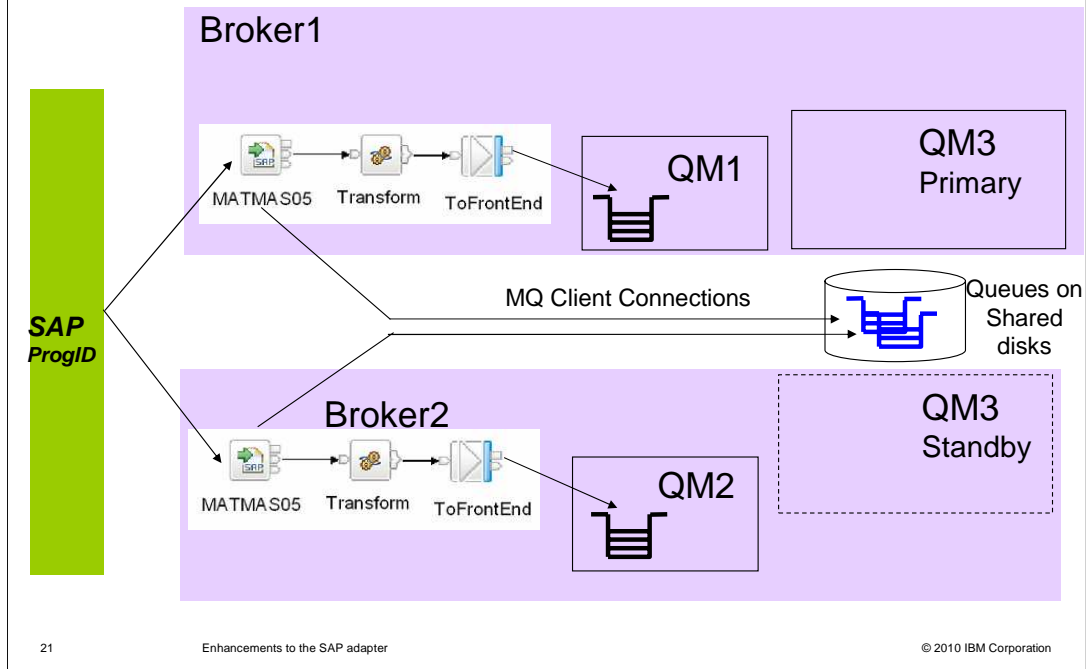 Broker1
MATMAS05
Transform
ToFrontEnd
QM1
QM3
Primary
SAP
ProgID
MQ Client Connections
Queues on
Shared
disks
Broker2
MATMAS05
Transform
ToFrontEnd
QM2
QM3
Standby
21
Enhancements to the SAP adapter
© 2010 IBM Corporation